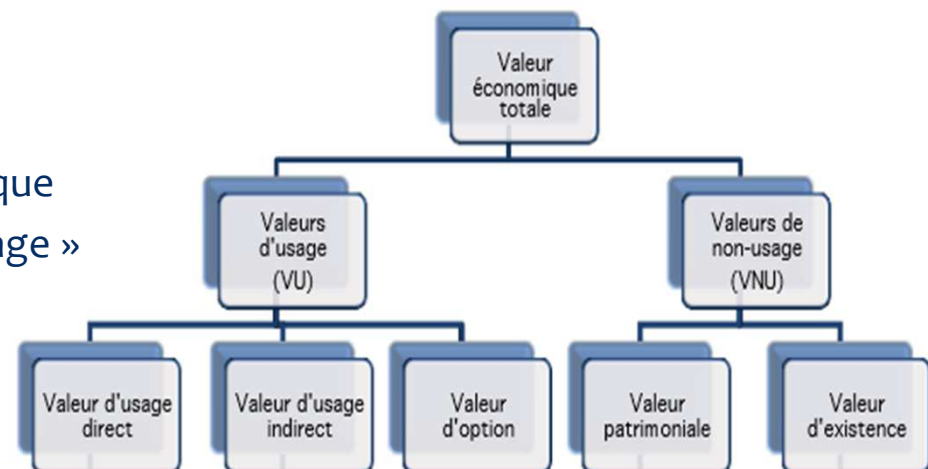 Valeur
économique
totale
que
age »
Valeurs
d'usage
(VU)
Valeurs de
non-usage
(VNU)
Valeur d'usage
direct
Valeur d'usage
indirect
Valeur
d'option
Valeur
patrimoniale
Valeur
d'existence